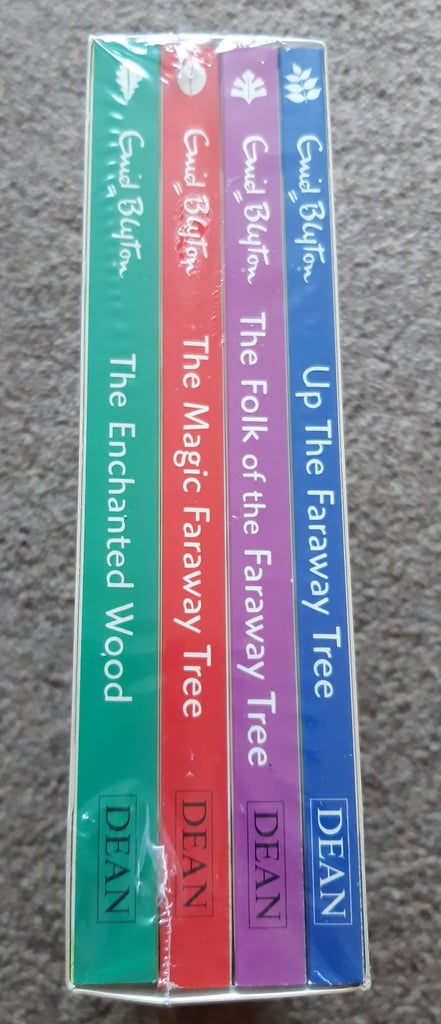 Enid Blyton
The Enchanted Wood
DEAN
Enid Blyton
The Magic Faraway Tree
DEAN
Enid Blyton
The Folk of the Faraway Tree
DEAN
Enid Blyton
Up The Faraway Tree
DEAN